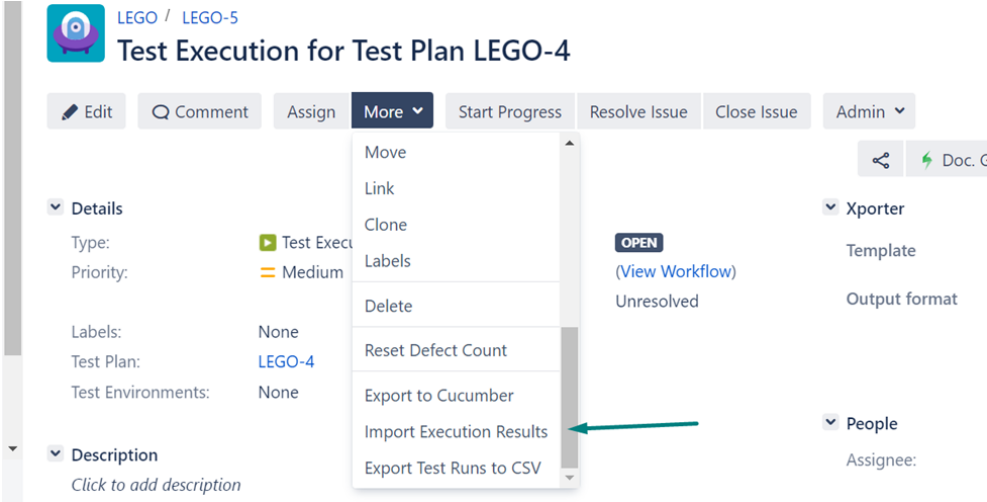 LEGO / LEGO-5
Test Execution for Test Plan LEGO-4
Edit Comment Assign More Start Progress Resolve Issue Close Issue Admin
Doc.
Move
Link
Clone
Labels
Delete
Reset Defect Count
Export to Cucumber
Import Execution Results
Export Test Runs to CSV
Details
Type: Test
Priority: Medium
OPEN
(View Workflow)
Unresolved
Labels: None
Test Plan: LEGO-4
Test Environments: None
Description
Click to add description
Xporter
Template
Output format
People
Assignee: